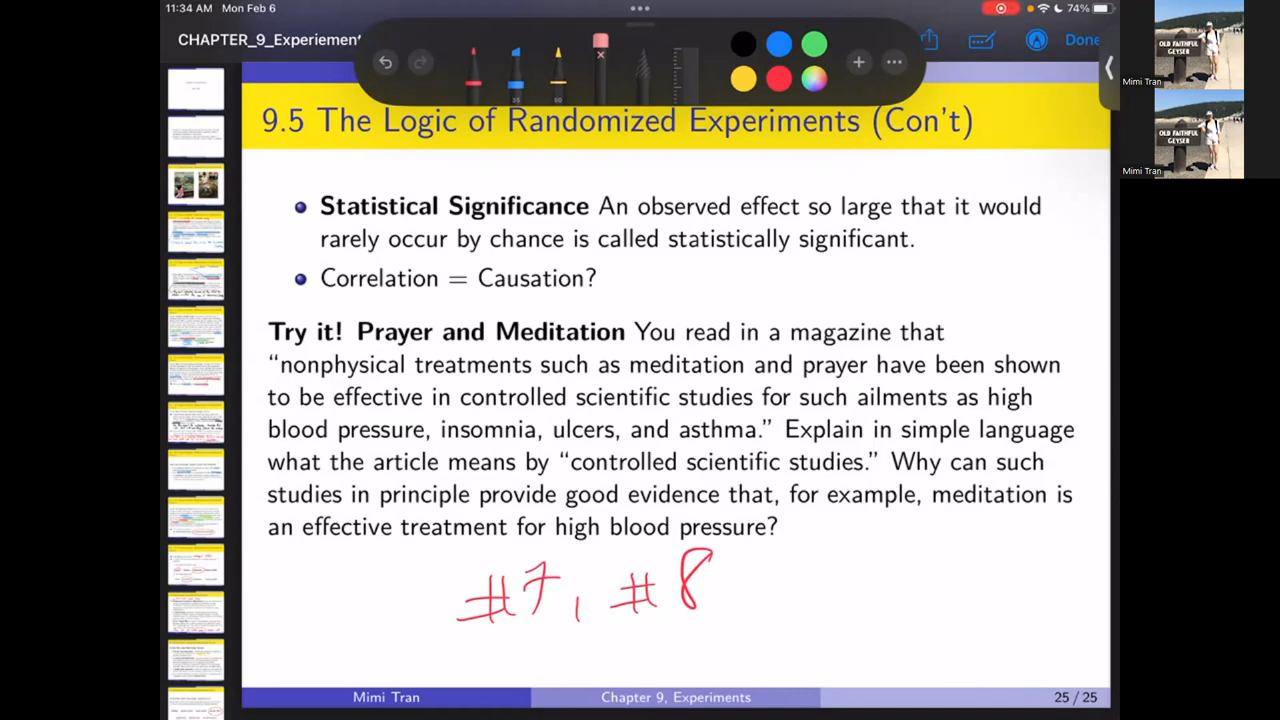 11:34 AM Mon Feb 6
74%
CHAPTER_9_Experiemen
Done
9.5 The Logic of Randomized Experiments (Con't)
Statistical Significance An observed effect so large that it would
rarely occur by chance is called statistically significant
Correlation = Causation?
Try it! Prayer and Meditation You read in a magazine that
“nonphysical treatments such as meditation and prayer have been shown
to be effective in controlled scientific studies for such ailments as high
blood pressure, insomnia, ulcers, and asthma.” Explain in simple language
what the article means by “controlled scientific studies.” Why can such
studies in principle provide good evidence that, for example, meditation is
an effective treatment for high blood pressure?
#7, #8
Mimi Tran
Chapter 9, Experiments
25 / 25
OLD FAITHFUL
GEYSER
Mimi Tran
OLD FAITHFUL
GEYSER
Mimi Tran